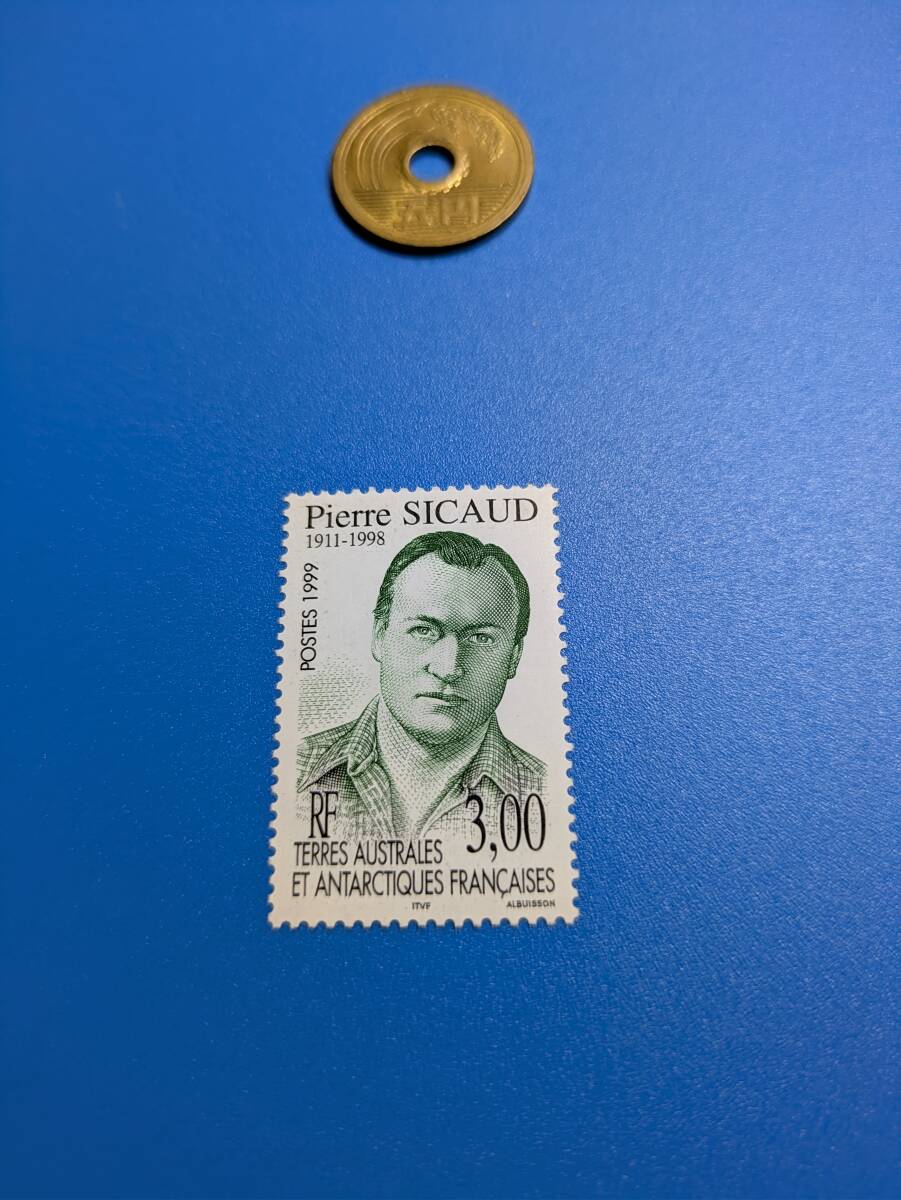 五円
Pierre SICAUD
1911-1998
POSTES 1999
RF 3,00
TERRES AUSTRALES
ET ANTARCTIQUES FRANÇAISES
ITVF ALBUISSON